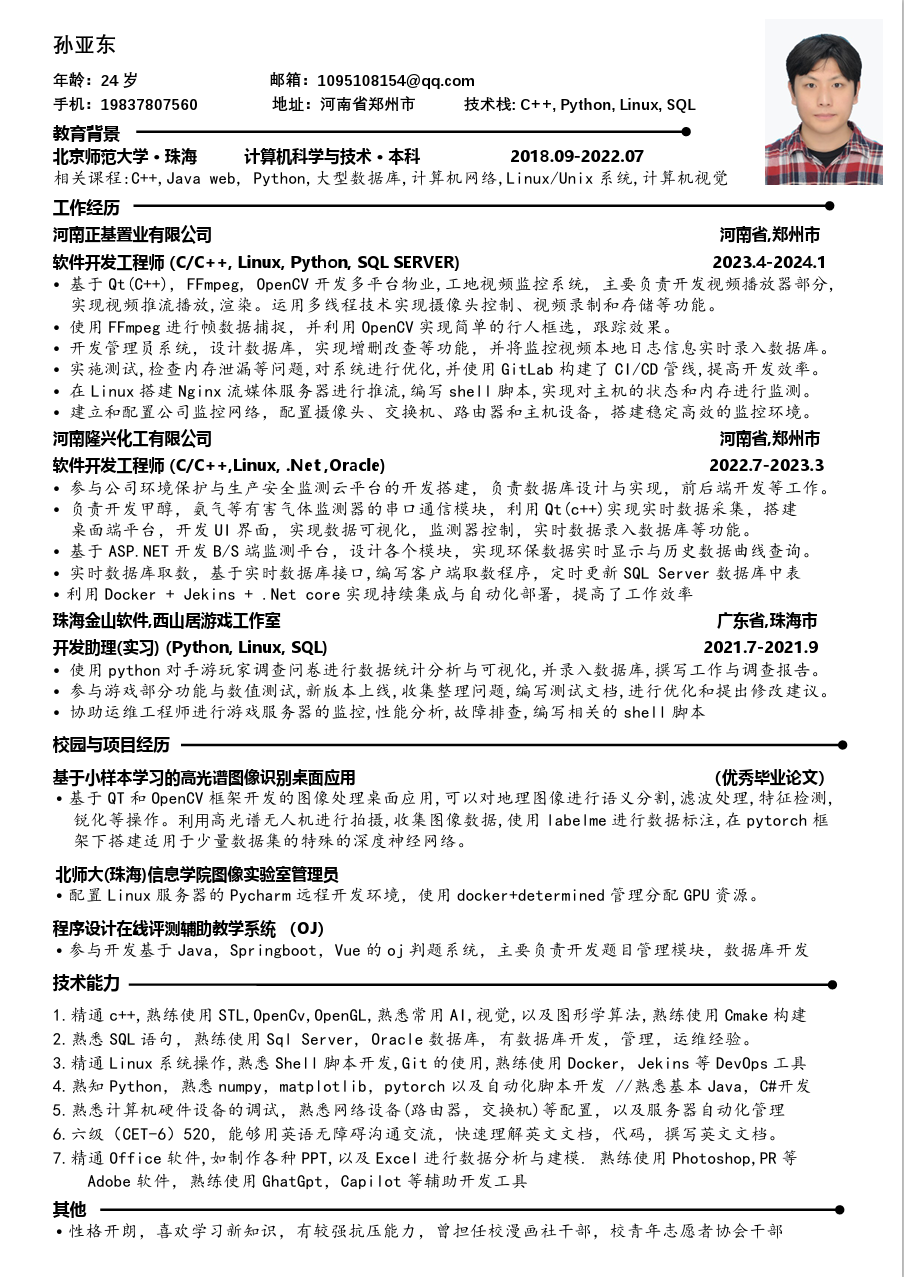 孙亚东
年龄：24 岁 邮箱：1095108154@qq.com
手机：19837807560 地址：河南省郑州市 技术栈: C++, Python, Linux, SQL
教育背景
北京师范大学·珠海 计算机科学与技术·本科 2018.09-2022.07
相关课程:C++,Java web, Python,大型数据库,计算机网络,Linux/Unix 系统,计算机视觉
工作经历
河南正基置业有限公司 河南省,郑州市
软件开发工程师 (C/C++, Linux, Python, SQL SERVER) 2023.4-2024.1
• 基于 Qt(C++), FFmpeg, OpenCV 开发多平台物业,工地视频监控系统, 主要负责开发视频播放器部分,
实现视频推流播放,渲染。运用多线程技术实现摄像头控制、视频录制和存储等功能。
• 使用 FFmpeg 进行帧数据捕捉, 并利用 OpenCV 实现简单的行人框选, 跟踪效果。
• 开发管理员系统, 设计数据库, 实现增删改查等功能, 并将监控视频本地日志信息实时录入数据库。
• 实施测试,检查内存泄漏等问题,对系统进行优化,并使用 GitLab 构建了 CI/CD 管线,提高开发效率。
• 在 Linux 搭建 Nginx 流媒体服务器进行推流,编写 shell 脚本,实现对主机的状态和内存进行监测。
• 建立和配置公司监控网络, 配置摄像头、交换机、路由器和主机设备, 搭建稳定高效的监控环境。
河南隆兴化工有限公司 河南省,郑州市
软件开发工程师 (C/C++,Linux, .Net ,Oracle) 2022.7-2023.3
• 参与公司环境保护与生产安全监测云平台的开发搭建, 负责数据库设计与实现, 前后端开发等工作。
• 负责开发甲醇, 氨气等有害气体监测器的串口通信模块, 利用 Qt(c++)实现实时数据采集, 搭建
桌面端平台, 开发 UI 界面, 实现数据可视化, 监测器控制, 实时数据录入数据库等功能。
• 基于 ASP.NET 开发 B/S 端监测平台, 设计各个模块, 实现环保数据实时显示与历史数据曲线查询。
• 实时数据库取数, 基于实时数据库接口,编写客户端取数程序, 定时更新 SQL Server 数据库中表
• 利用 Docker + Jekins + .Net core 实现持续集成与自动化部署, 提高了工作效率
珠海金山软件,西山居游戏工作室 广东省,珠海市
开发助理(实习) (Python, Linux, SQL) 2021.7-2021.9
• 使用 python 对手游玩家调查问卷进行数据统计分析与可视化,并录入数据库,撰写工作与调查报告。
• 参与游戏部分功能与数值测试,新版本上线,收集整理问题,编写测试文档,进行优化和提出修改建议。
• 协助运维工程师进行游戏服务器的监控,性能分析,故障排查,编写相关的 shell 脚本
校园与项目经历
基于小样本学习的高光谱图像识别桌面应用 （优秀毕业论文）
• 基于 QT 和 OpenCV 框架开发的图像处理桌面应用,可以对地理图像进行语义分割,滤波处理,特征检测,
锐化等操作。利用高光谱无人机进行拍摄,收集图像数据,使用 labelme 进行数据标注,在 pytorch 框
架下搭建适用于少量数据集的特殊的深度神经网络。
北师大(珠海)信息学院图像实验室管理员
• 配置 Linux 服务器的 Pycharm 远程开发环境, 使用 docker+determined 管理分配 GPU 资源。
程序设计在线评测辅助教学系统 （OJ）
• 参与开发基于 Java, Springboot, Vue 的 oj 判题系统, 主要负责开发题目管理模块, 数据库开发
技术能力
1. 精通 c++,熟练使用 STL,OpenCv,OpenGL,熟悉常用 AI,视觉,以及图形学算法,熟练使用 Cmake 构建
2. 熟悉 SQL 语句, 熟练使用 Sql Server, Oracle 数据库, 有数据库开发, 管理, 运维经验。
3. 精通 Linux 系统操作,熟悉 Shell 脚本开发,Git 的使用,熟练使用 Docker, Jekins 等 DevOps 工具
4. 熟知 Python, 熟悉 numpy, matplotlib, pytorch 以及自动化脚本开发 //熟悉基本 Java, C#开发
5. 熟悉计算机硬件设备的调试, 熟悉网络设备(路由器, 交换机)等配置, 以及服务器自动化管理
6. 六级（CET-6）520, 能够用英语无障碍沟通交流, 快速理解英文文档, 代码, 撰写英文文档。
7. 精通 Office 软件,如制作各种 PPT,以及 Excel 进行数据分析与建模. 熟练使用 Photoshop,PR 等
Adobe 软件, 熟练使用 GhatGpt, Capilot 等辅助开发工具
其他
• 性格开朗, 喜欢学习新知识, 有较强抗压能力, 曾担任校漫画社干部, 校青年志愿者协会干部